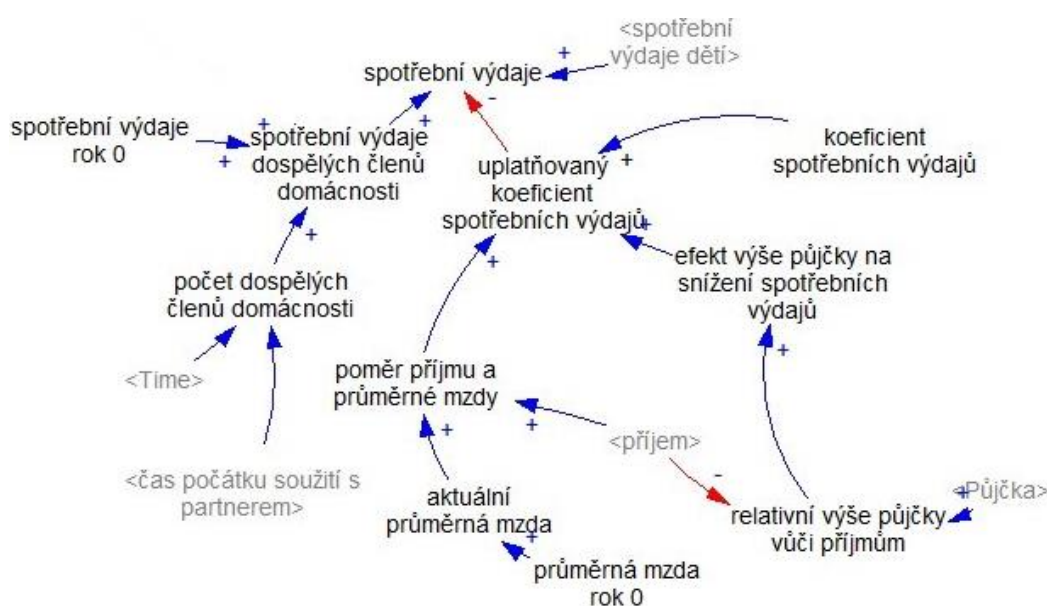 <spotřební
výdaje dětí>
spotřební výdaje
spotřební výdaje
rok 0
spotřební výdaje
dospělých členů
domácnosti
uplatňovaný
koeficient
spotřebních výdajů
koeficient
spotřebních výdajů
efekt výše půjčky na
snížení spotřebních
výdajů
počet dospělých
členů domácnosti
<Time>
poměr příjmu a
průměrné mzdy
<příjem>
<čas počátku soužití s
partnerem>
aktuální
průměrná mzda
relativní výše půjčky
vůči příjmům
<Půjčka>
průměrná mzda
rok 0